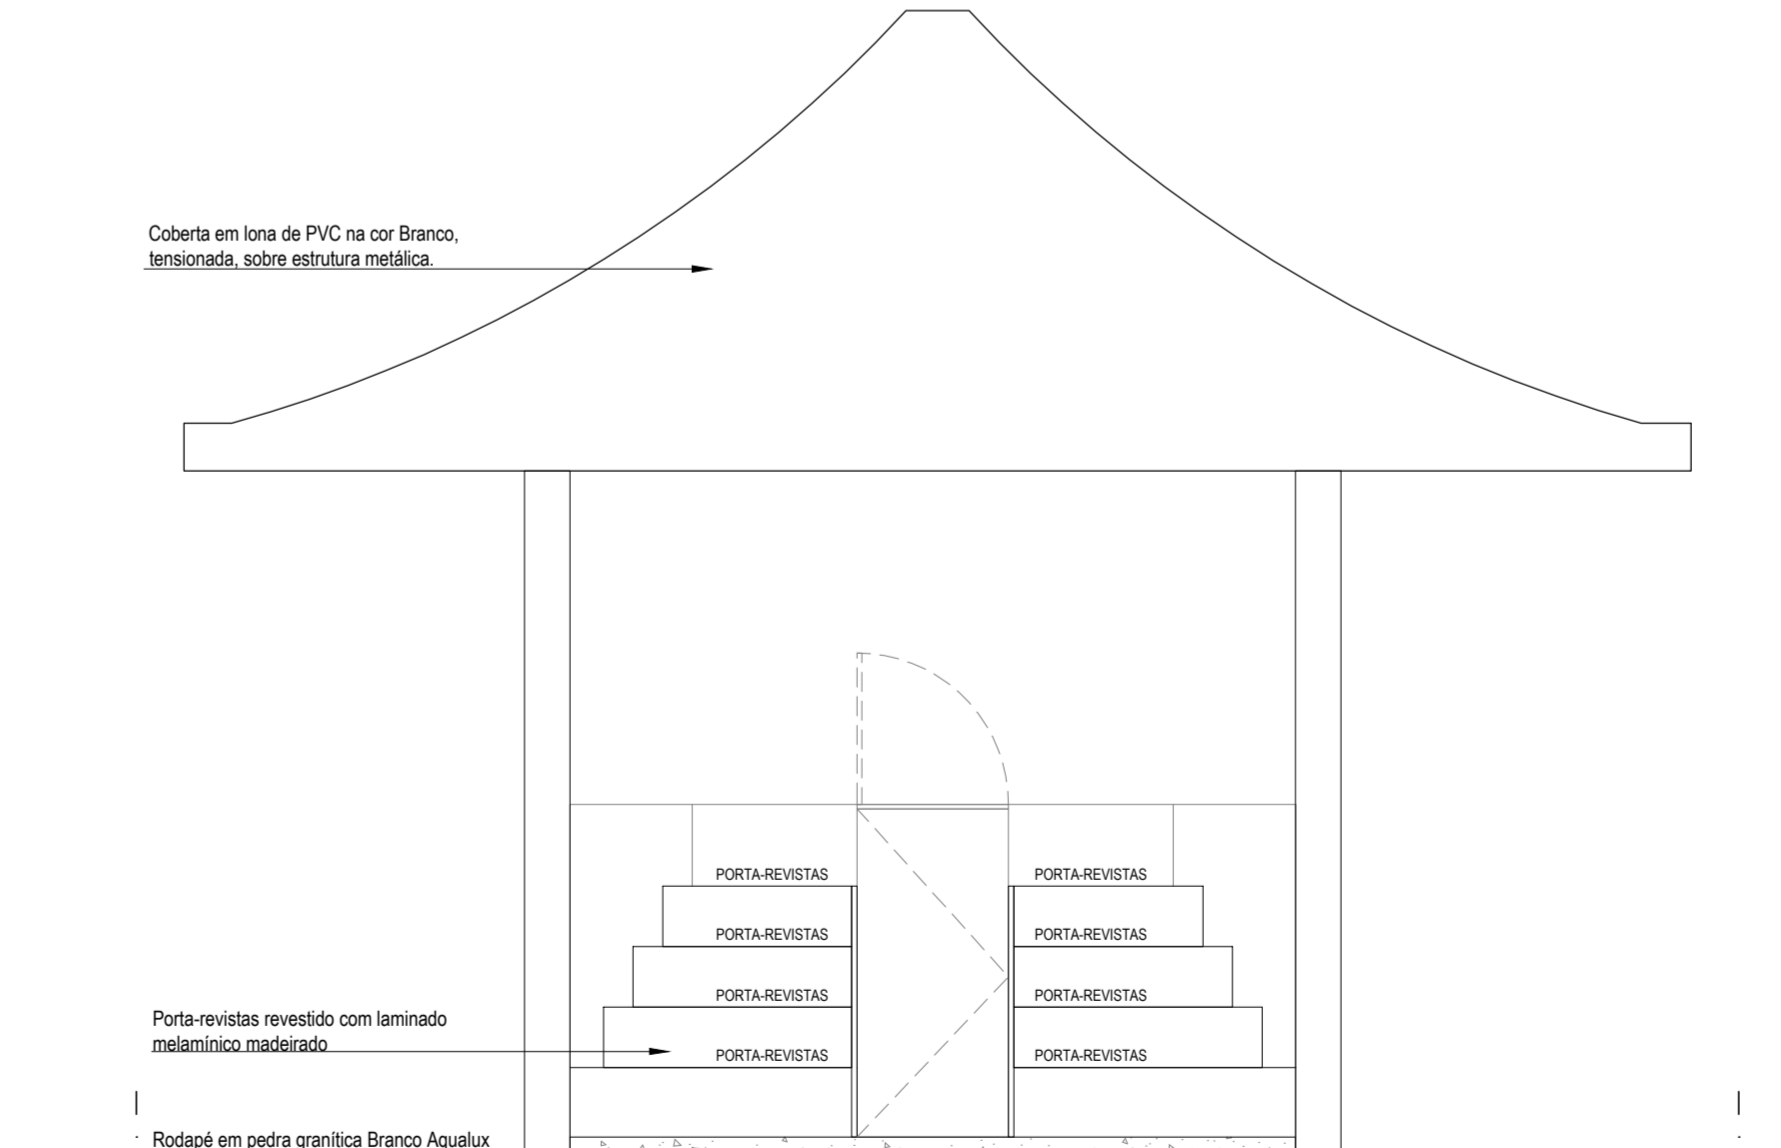 Coberta em lona de PVC na cor Branco,
tensionada, sobre estrutura metálica.
PORTA-REVISTAS PORTA-REVISTAS
PORTA-REVISTAS PORTA-REVISTAS
PORTA-REVISTAS PORTA-REVISTAS
Porta-revistas revestido com laminado
melamínico madeirado
PORTA-REVISTAS PORTA-REVISTAS
Rodapé em pedra granítica Branco Aqualux